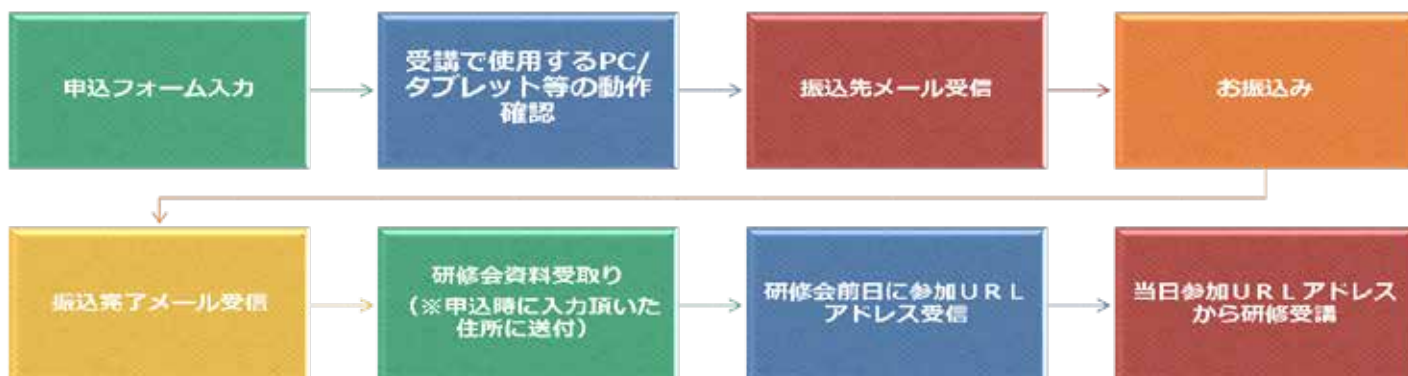 申込フォーム入力
受講で使用するPC/
タブレット等の動作
確認
振込先メール受信
お振込み
振込完了メール受信
研修会資料受取り
（※申込時に入力頂いた
住所に送付）
研修会前日に参加ＵＲＬ
アドレス受信
当日参加ＵＲＬアドレス
から研修受講